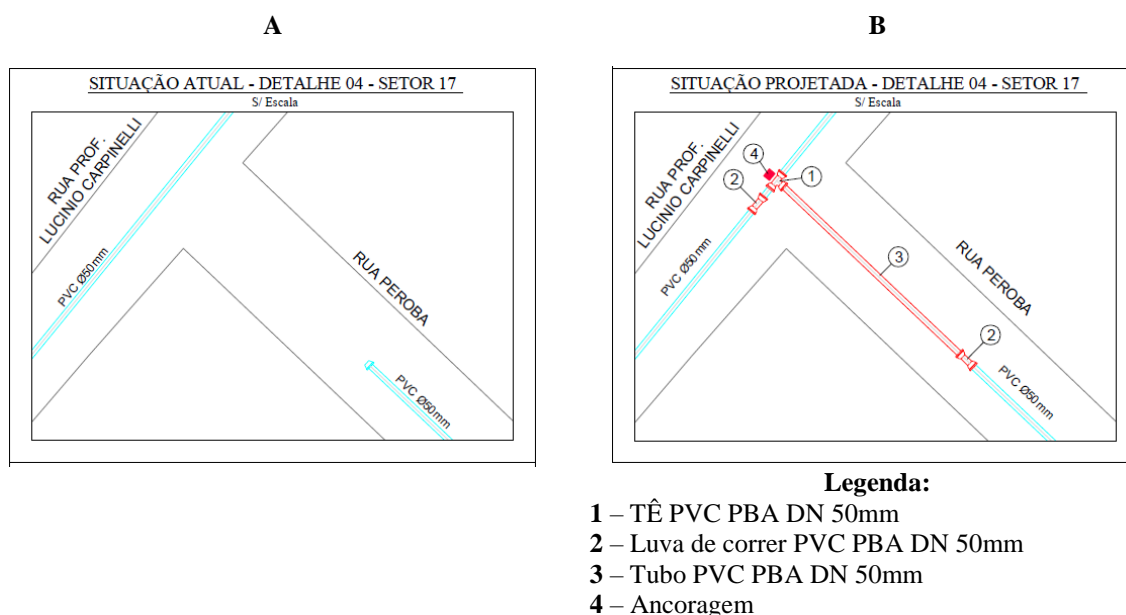 A
SITUAÇÃO ATUAL - DETALHE 04 - SETOR 17
S/ Escala
RUA PROF.
LUCINIO CARPINELLI
PVC Ø50mm
RUA PEROBA
PVC Ø50mm
B
SITUAÇÃO PROJETADA - DETALHE 04 - SETOR 17
S/ Escala
RUA PROF.
LUCINIO CARPINELLI
4
2
1
PVC Ø50mm
3
RUA PEROBA
2
PVC Ø50mm
Legenda:
1 – TÊ PVC PBA DN 50mm
2 – Luva de correr PVC PBA DN 50mm
3 – Tubo PVC PBA DN 50mm
4 – Ancoragem